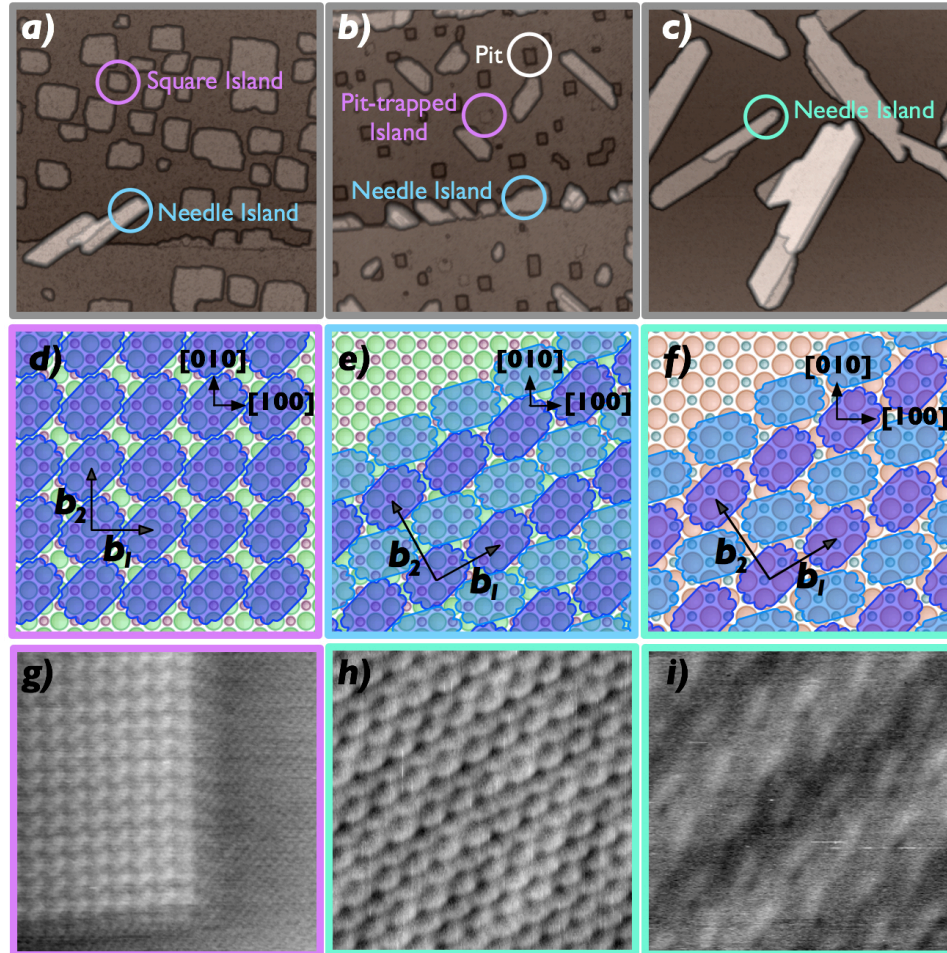 a)
Square Island
Needle Island
b)
Pit
Pit-trapped
Island
Needle Island
c)
Needle Island
d)
[010]
[100]
b2
b1
e)
[010]
[100]
b2
b1
f)
[010]
[100]
b2
b1
g)
h)
i)